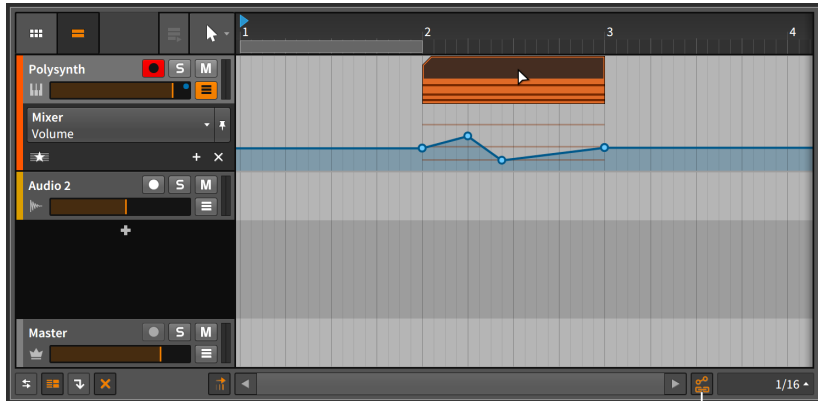 1 2 3 4
Polysynth S M
Mixer
Volume
Audio 2 S M
Master S M
1/16